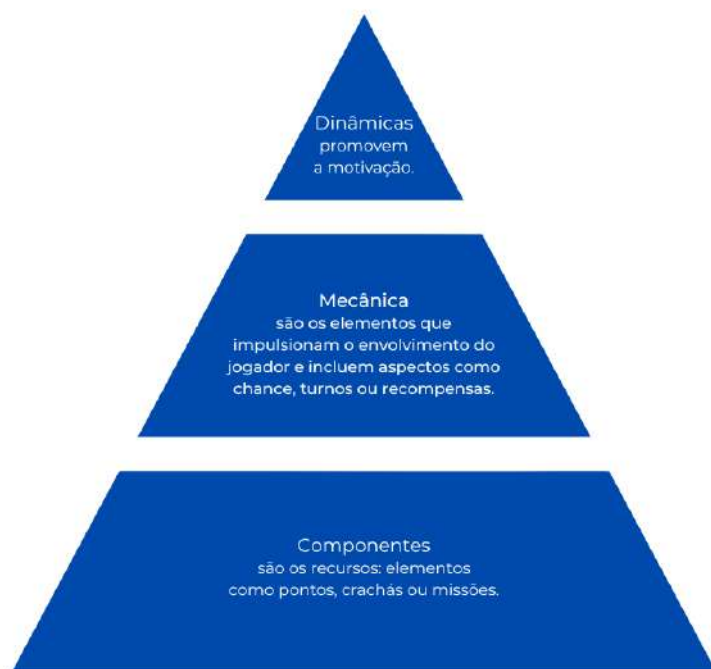 Dinâmicas
promovem
a motivação.
Mecânica
são os elementos que
impulsionam o envolvimento do
jogador e incluem aspectos como
chance, turnos ou recompensas.
Componentes
são os recursos: elementos
como pontos, crachás ou missões.